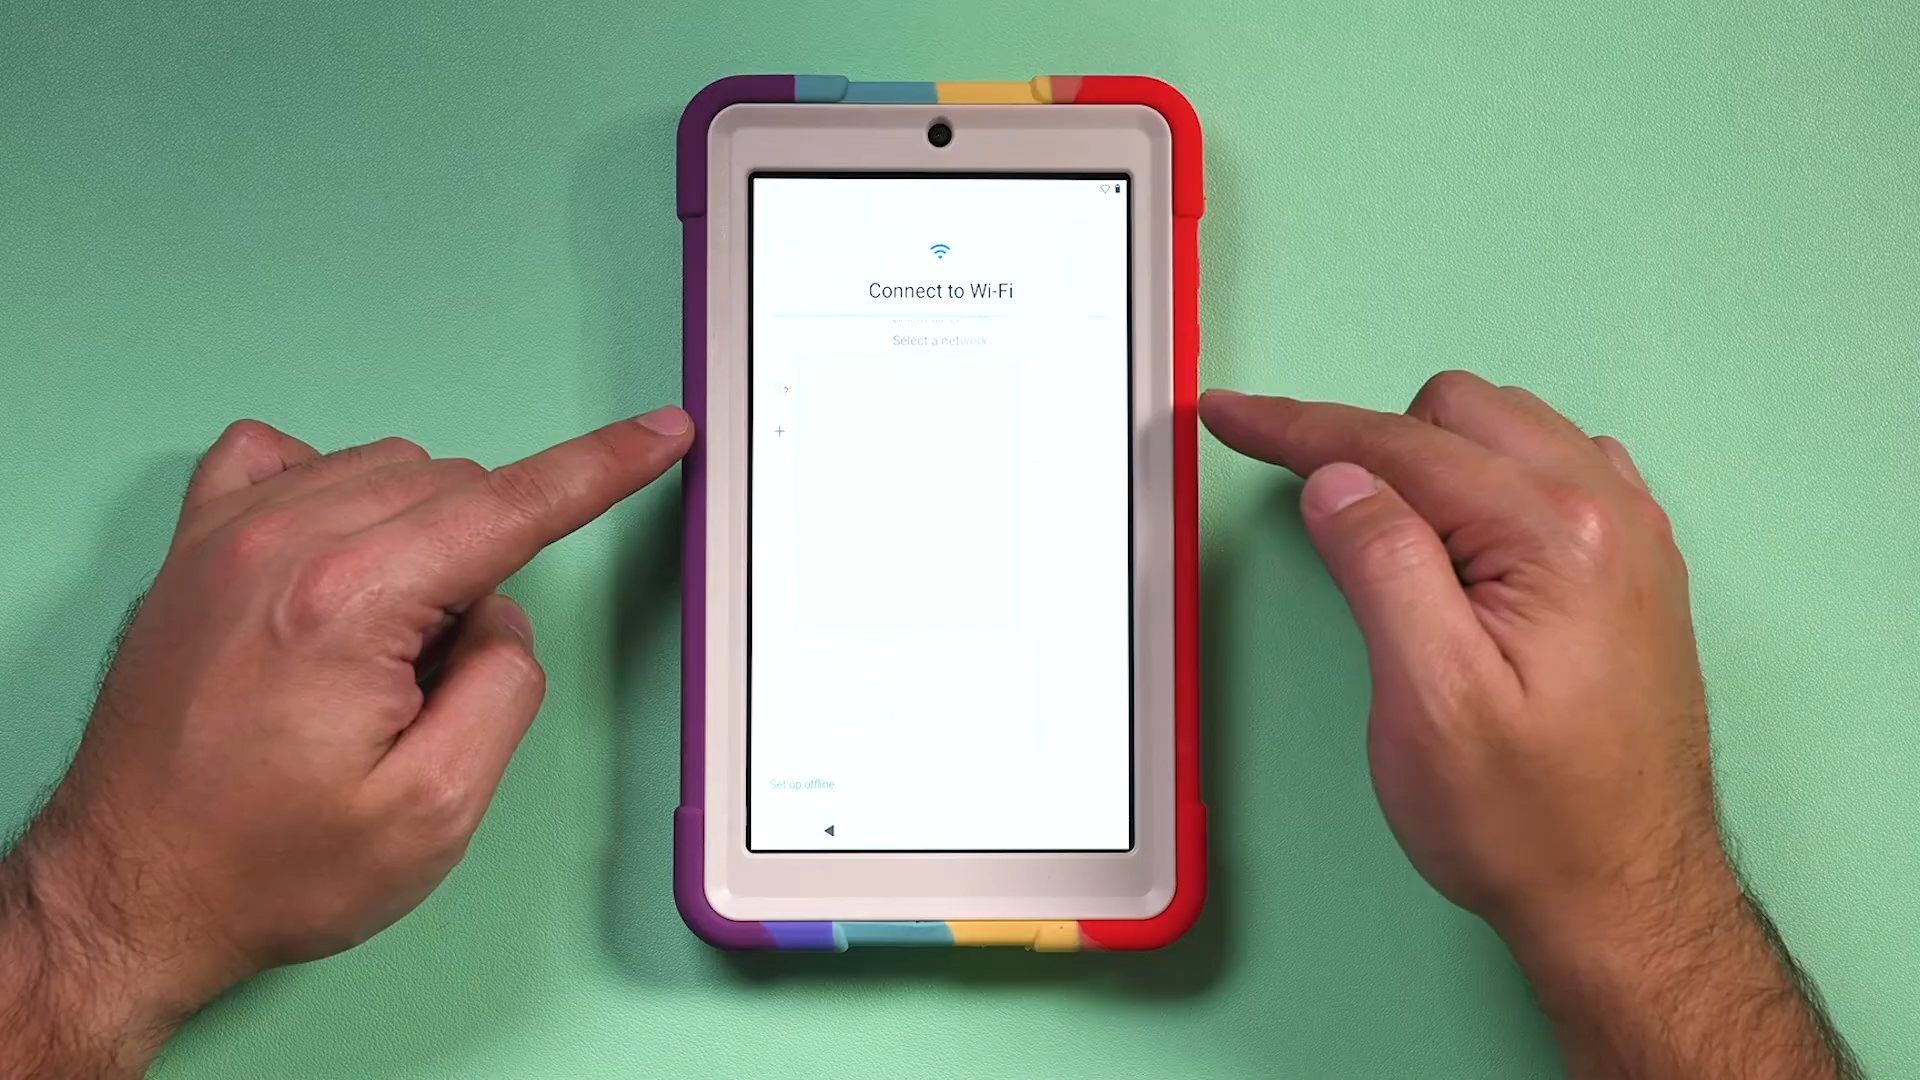 Connect to Wi-Fi
Select a network
?
+
Set up offline